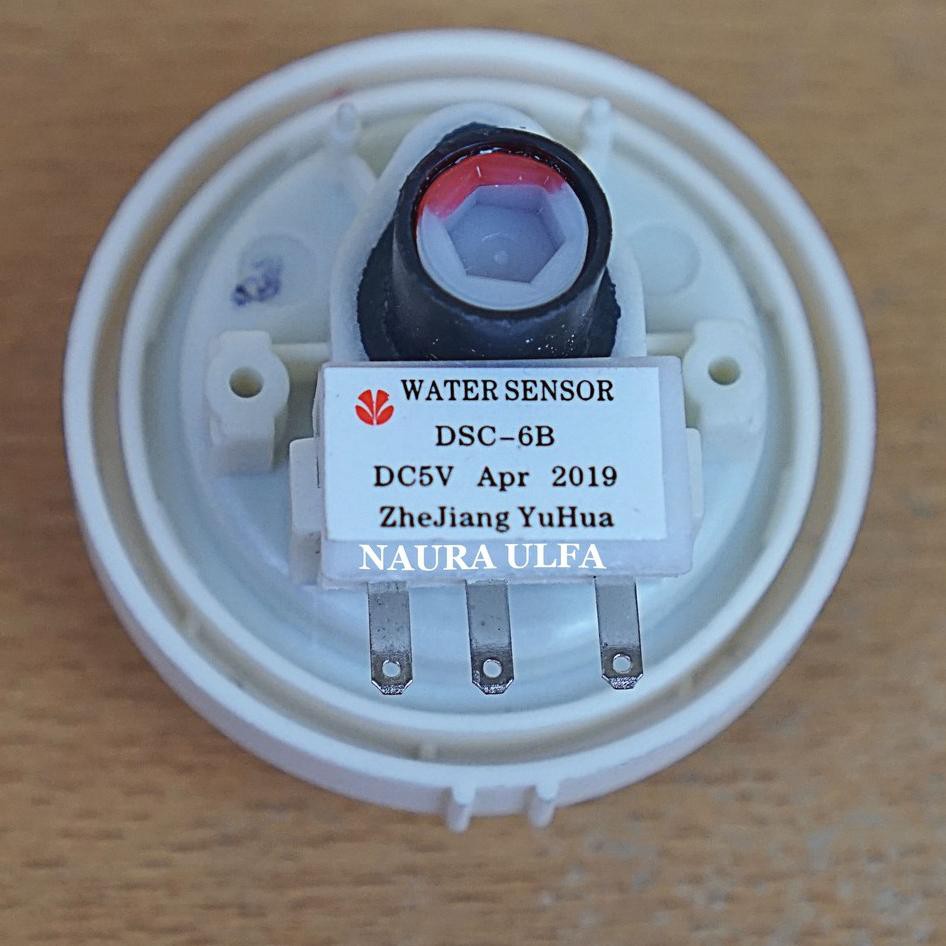 WATER SENSOR
DSC-6B
DC5V Apr 2019
ZheJiang YuHua
NAURA ULFA